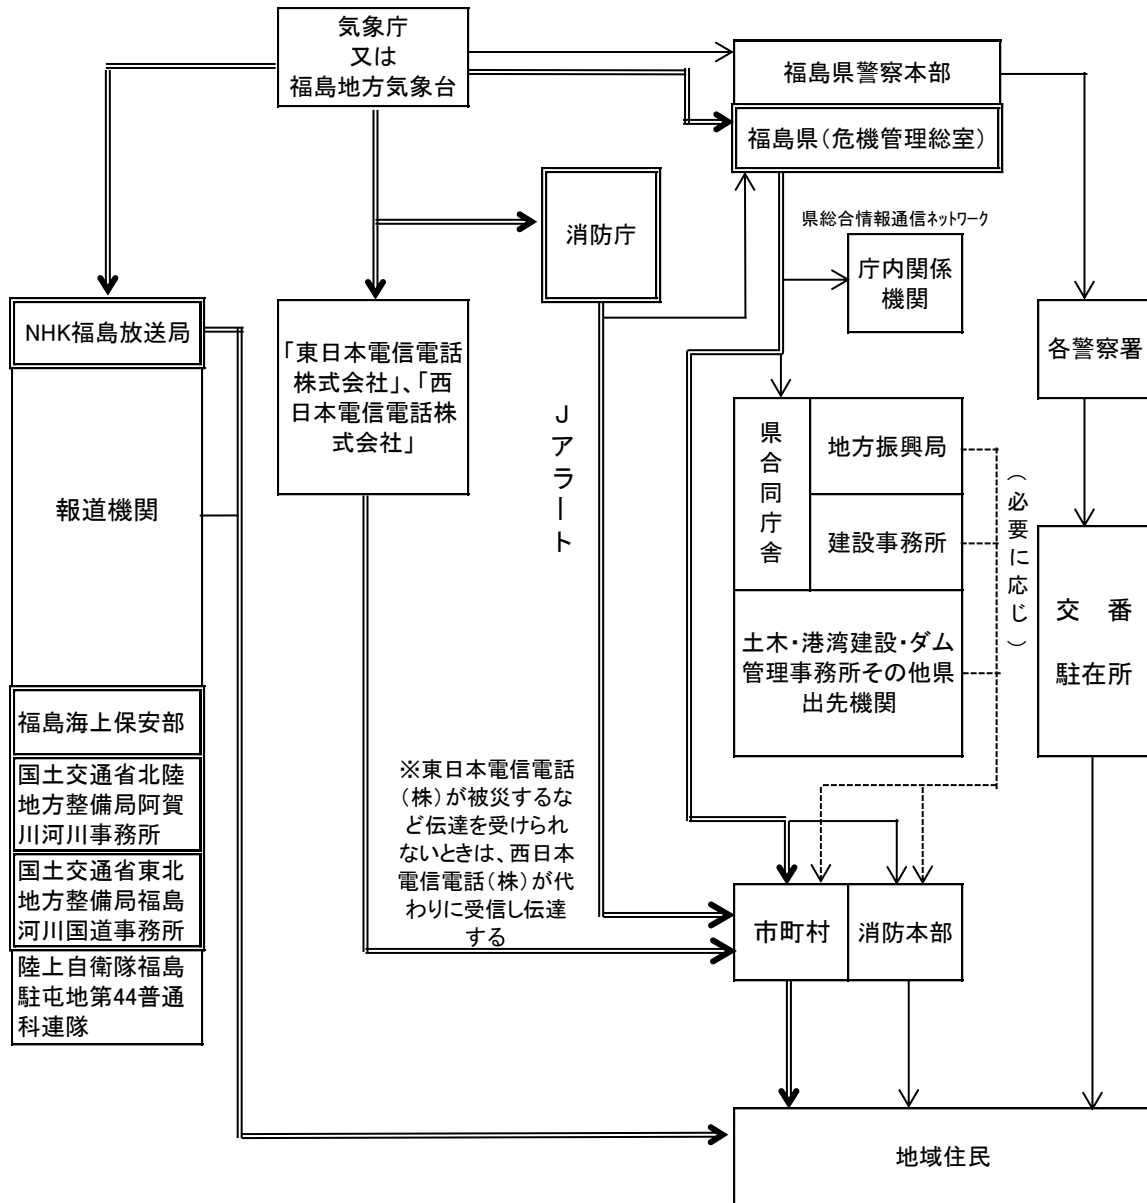 気象庁
又は
福島地方気象台
福島県警察本部
福島県(危機管理総室)
消防庁
県総合情報通信ネットワーク
庁内関係
機関
NHK福島放送局
「東日本電信電話
株式会社」、「西
日本電信電話株
式会社」
各警察署
Jアラート
県合同庁舎
地方振興局
(必要に応じ)
報道機関
建設事務所
交 番
駐在所
土木・港湾建設・ダム
管理事務所その他県
出先機関
福島海上保安部
国土交通省北陸
地方整備局阿賀
川河川事務所
国土交通省東北
地方整備局福島
河川国道事務所
陸上自衛隊福島
駐屯地第44普通
科連隊
※東日本電信電話
(株)が被災するな
ど伝達を受けられ
ないときは、西日本
電信電話(株)が代
わりに受信し伝達
する
市町村
消防本部
地域住民